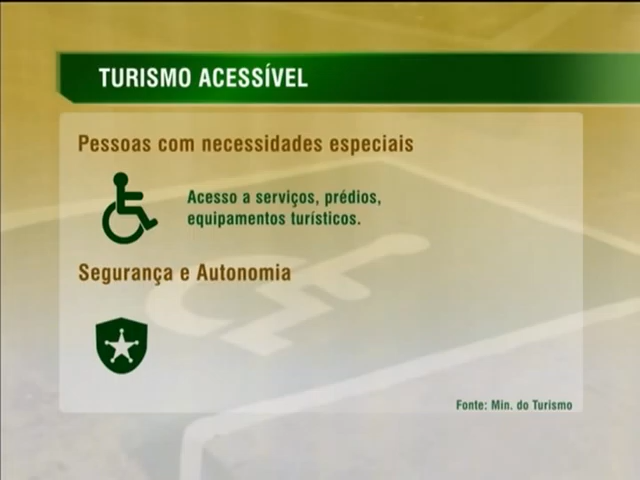 TURISMO ACESSÍVEL
Pessoas com necessidades especiais
Acesso a serviços, prédios,
equipamentos turísticos.
Segurança e Autonomia
Fonte: Min. do Turismo